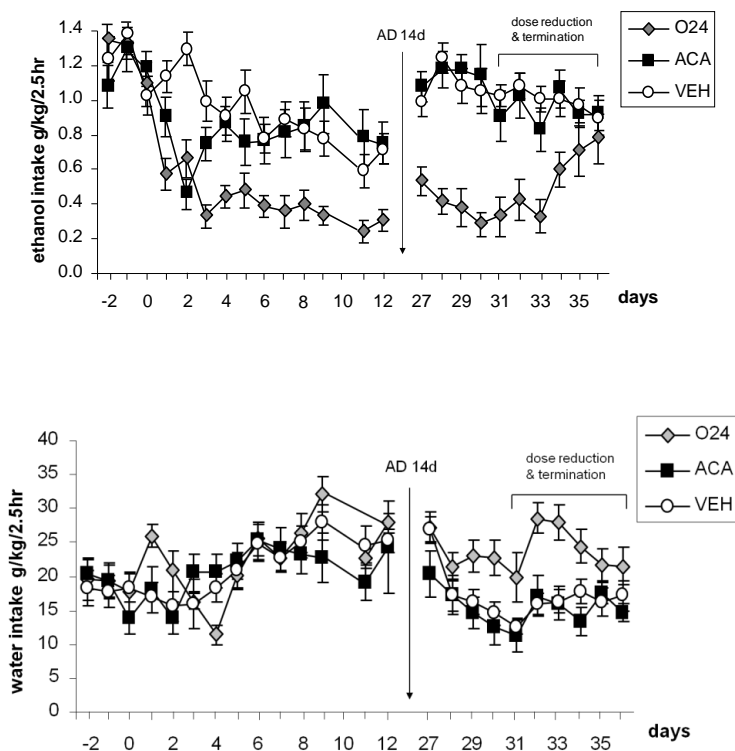 ethanol intake g/kg/2.5hr
1.4
1.2
1.0
0.8
0.6
0.4
0.2
0.0
-2 0 2 4 6 8 10 12 27 29 31 33 35
days
AD 14d
dose reduction
& termination
O24
ACA
VEH
water intake g/kg/2.5hr
40
35
30
25
20
15
10
5
0
-2 0 2 4 6 8 10 12 27 29 31 33 35
days
AD 14d
dose reduction
& termination
O24
ACA
VEH